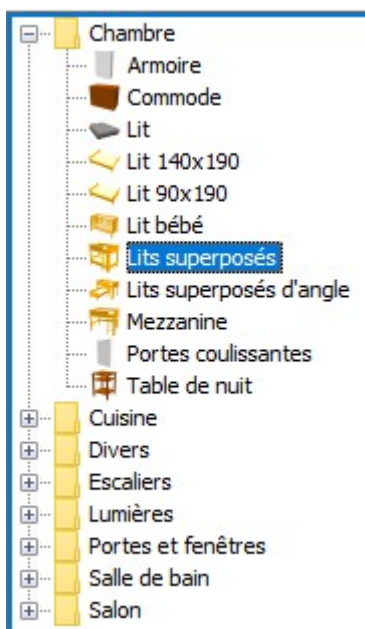 Chambre
Armoire
Commode
Lit
Lit 140x190
Lit 90x190
Lit bébé
Lits superposés
Lits superposés d'angle
Mezzanine
Portes coulissantes
Table de nuit
Cuisine
Divers
Escaliers
Lumières
Portes et fenêtres
Salle de bain
Salon